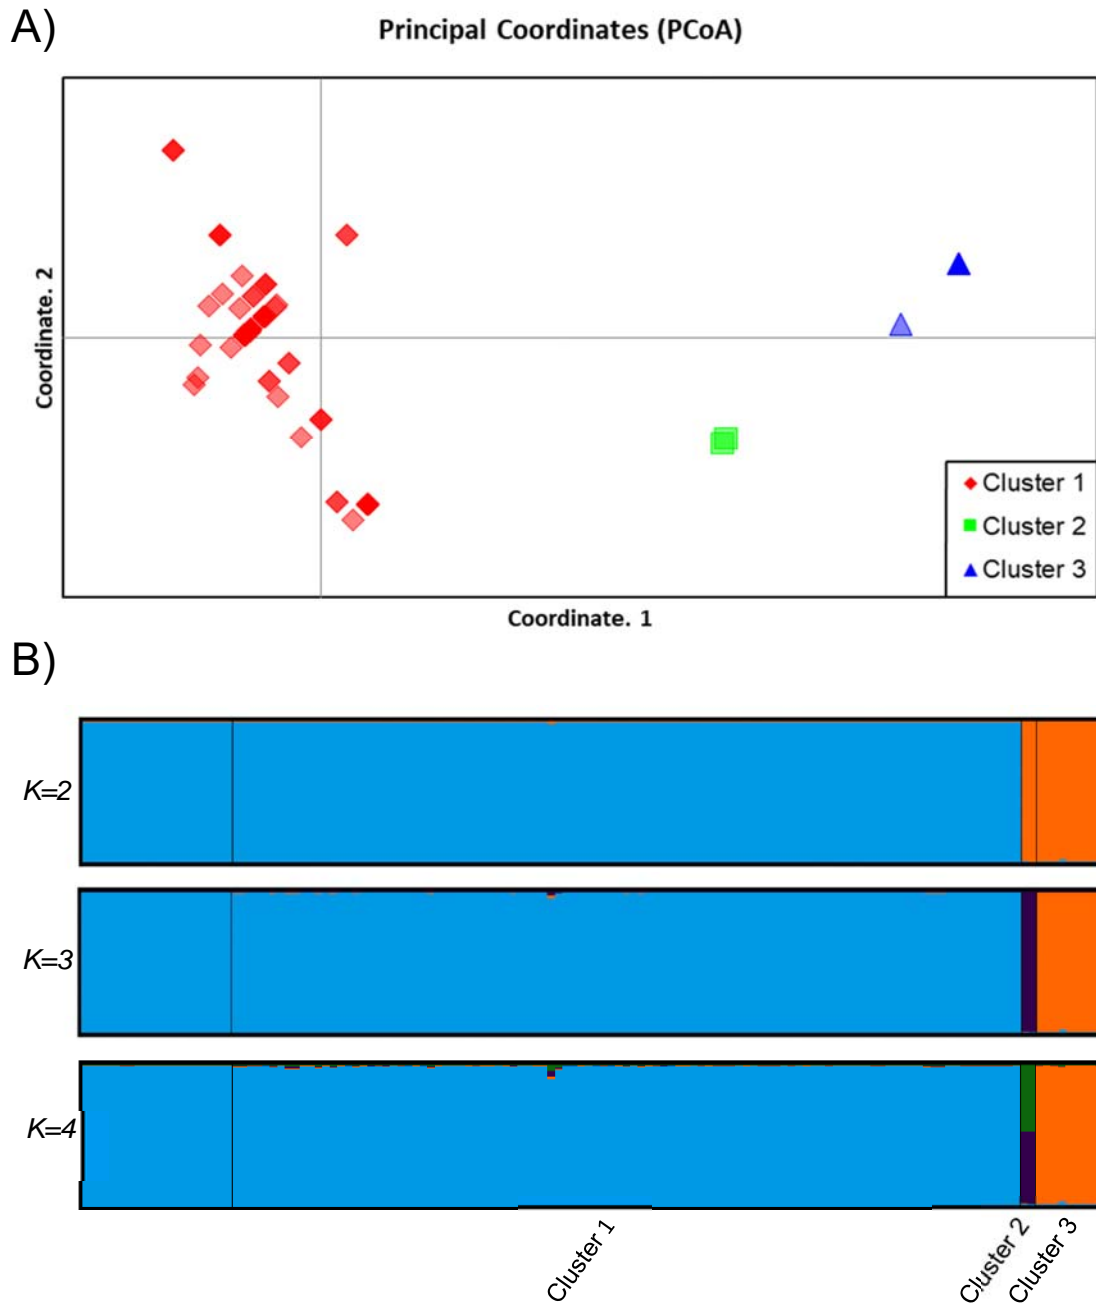 A)
Principal Coordinates (PCoA)
Coordinate. 2
Cluster 1
Cluster 2
Cluster 3
Coordinate. 1
B)
K=2
K=3
K=4
Cluster 1
Cluster 2
Cluster 3